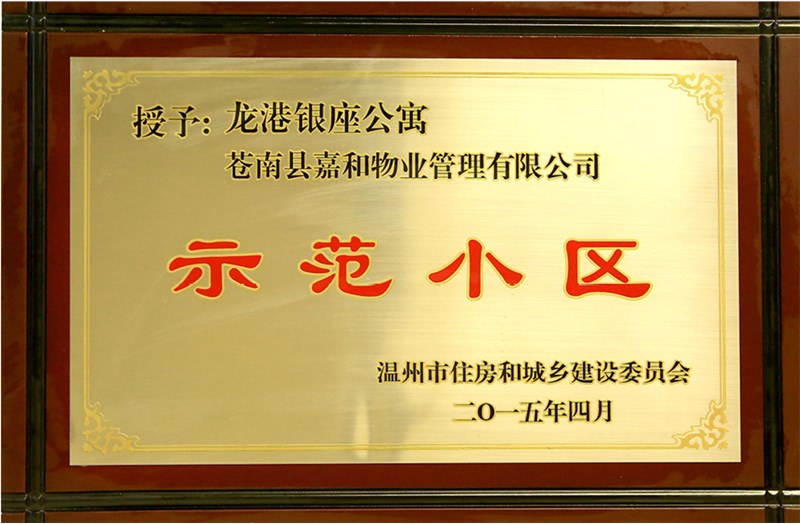 授予：龙港银座公寓
苍南县嘉和物业管理有限公司
示范小区
温州市住房和城乡建设委员会
二O一五年四月